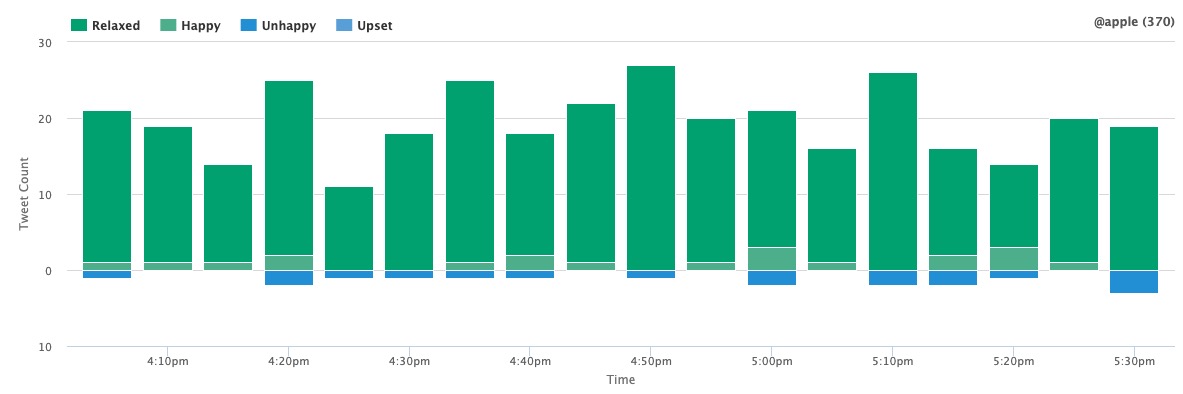 Relaxed Happy Unhappy Upset
@apple (370)
30
20
10
0
10
Tweet Count
4:10pm 4:20pm 4:30pm 4:40pm 4:50pm 5:00pm 5:10pm 5:20pm 5:30pm
Time